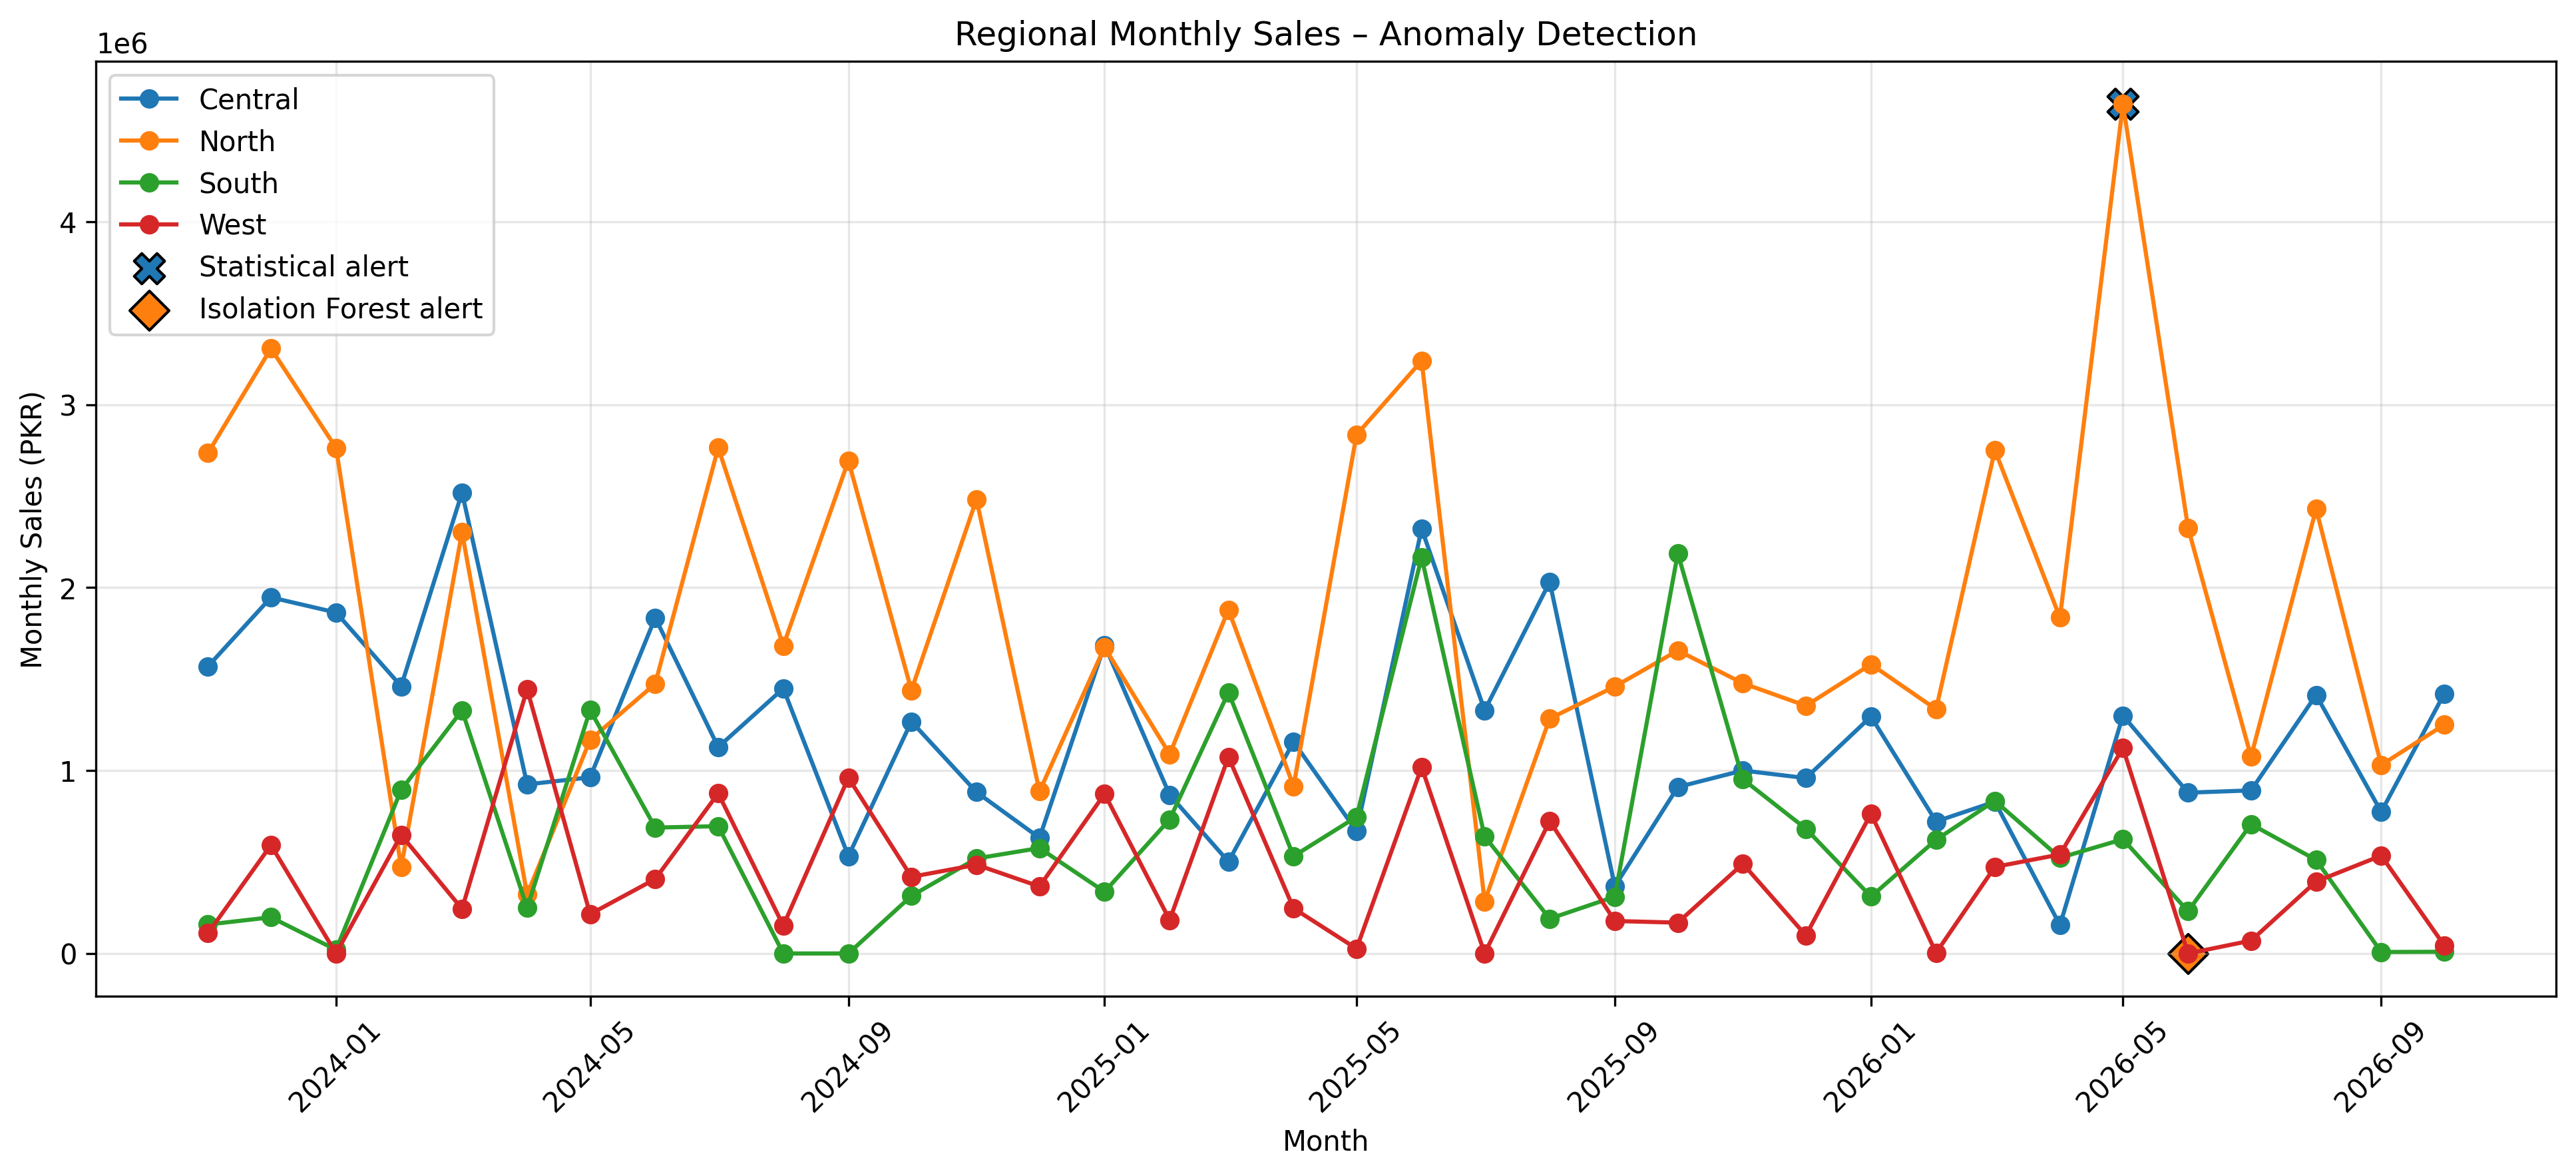 Regional Monthly Sales – Anomaly Detection
1e6
Central
North
South
West
Statistical alert
Isolation Forest alert
Monthly Sales (PKR)
4
3
2
1
0
2024-01
2024-05
2024-09
2025-01
2025-05
2025-09
2026-01
2026-05
2026-09
Month